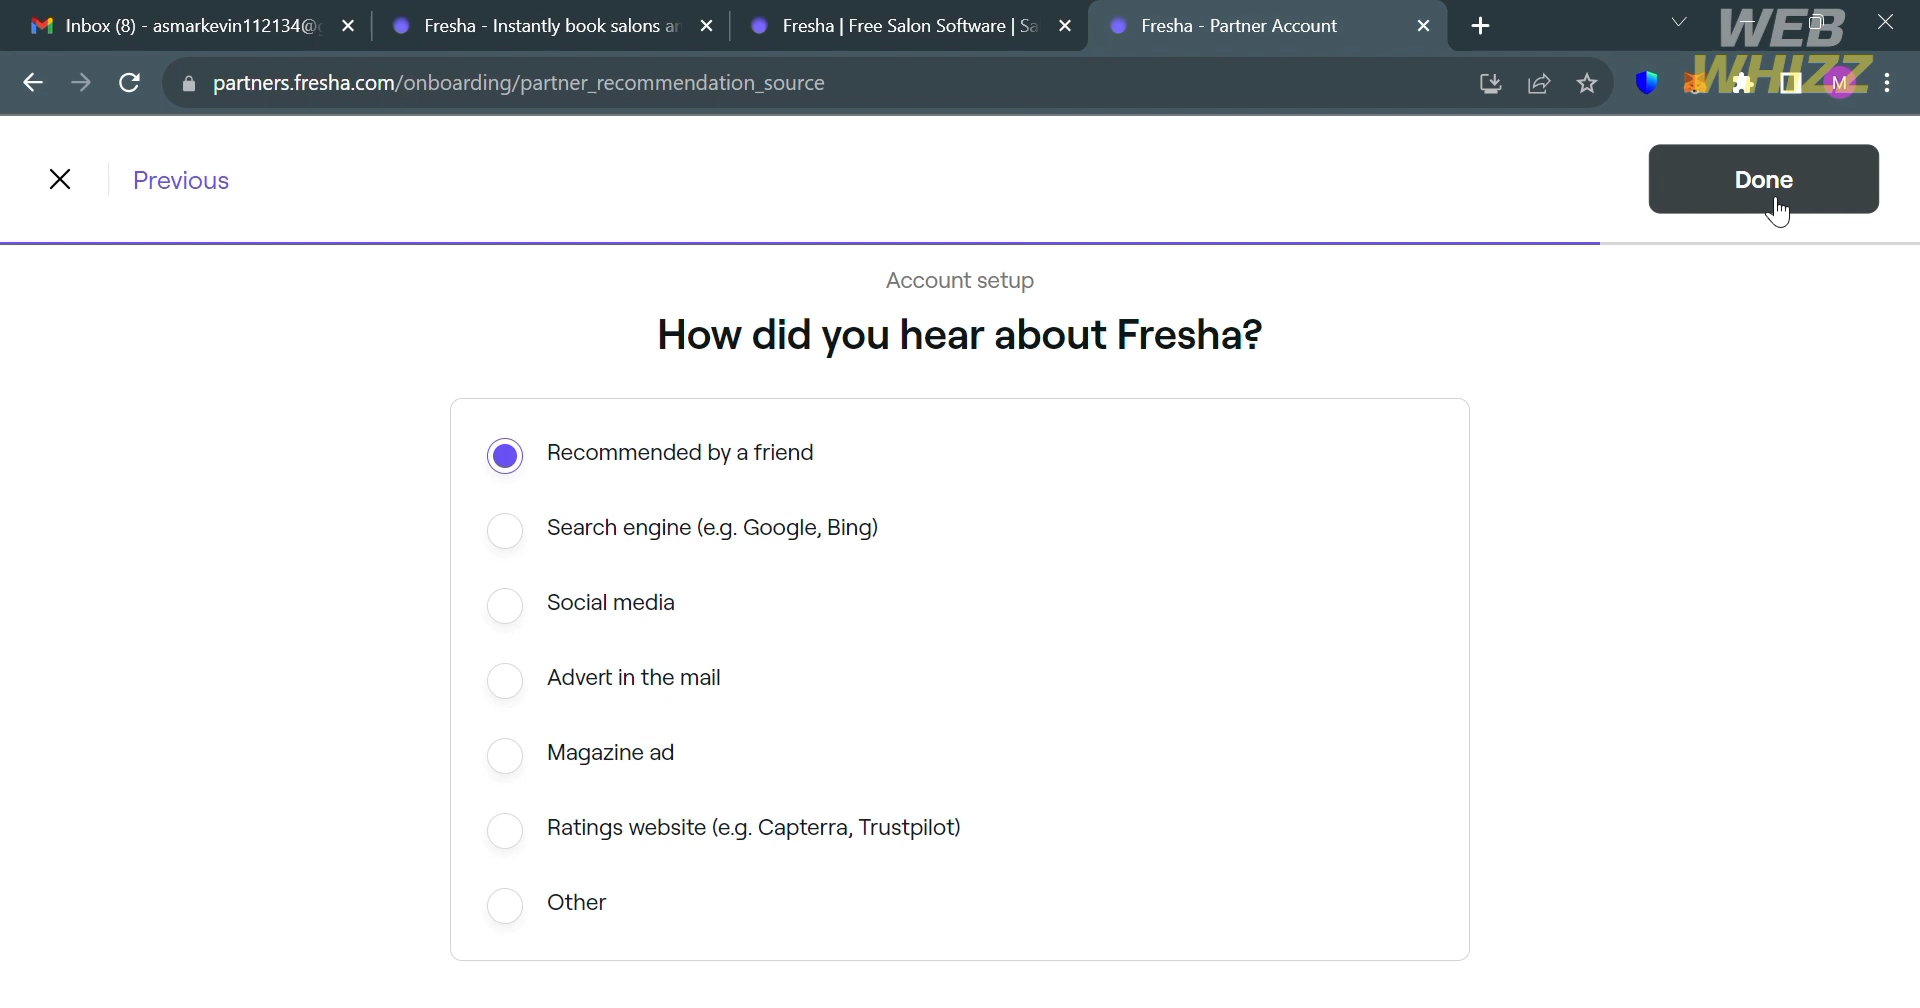 Inbox (8) - asmarkevin112134@
Fresha - Instantly book salons ar
Fresha | Free Salon Software | Sa
Fresha - Partner Account
WEB
WHIZZ
partners.fresha.com/onboarding/partner_recommendation_source
M
Previous
Done
Account setup
How did you hear about Fresha?
Recommended by a friend
Search engine (e.g. Google, Bing)
Social media
Advert in the mail
Magazine ad
Ratings website (e.g. Capterra, Trustpilot)
Other